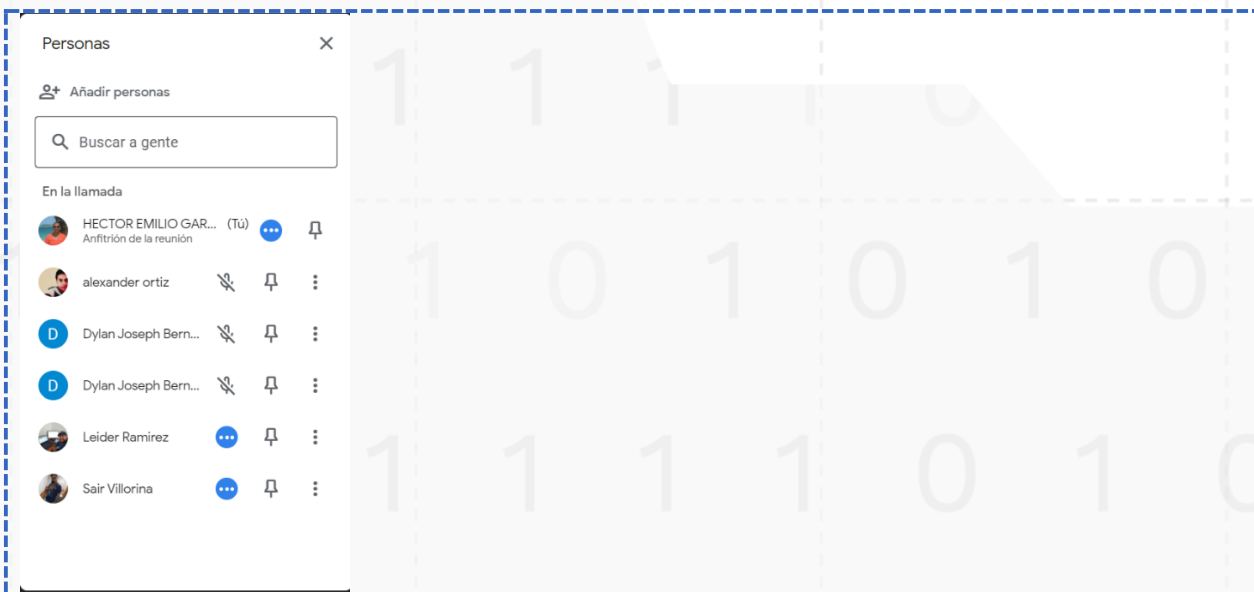 Personas
Añadir personas
Buscar a gente
En la llamada
HECTOR EMILIO GAR... (Tú)
Anfitrión de la reunión
alexander ortiz
D Dylan Joseph Bern...
D Dylan Joseph Bern...
Leider Ramirez
Sair Villorina
1 1 1 1 0
1 0 1 0 1 0
1 1 1 1 0 1 0